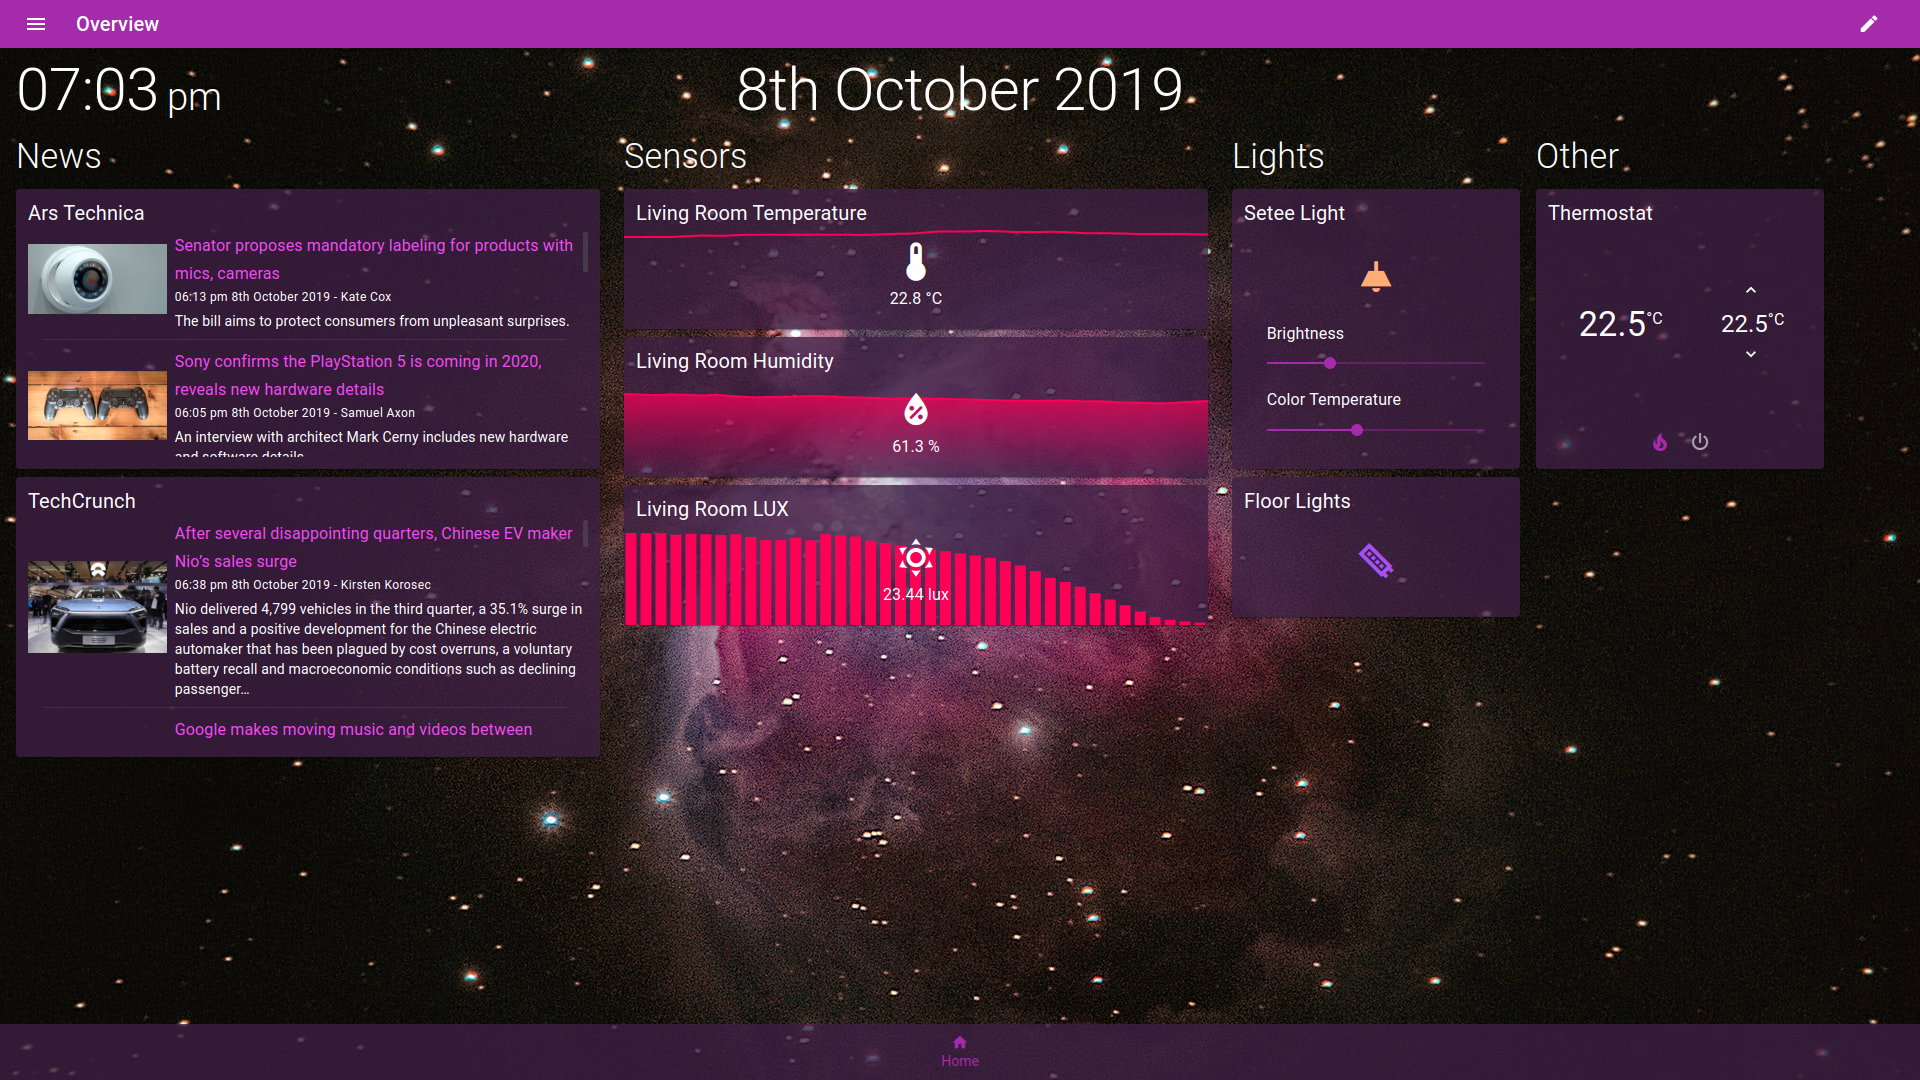 Overview
07:03 pm
8th October 2019
News
Ars Technica
Senator proposes mandatory labeling for products with
mics, cameras
06:13 pm 8th October 2019 - Kate Cox
The bill aims to protect consumers from unpleasant surprises.
Sony confirms the PlayStation 5 is coming in 2020,
reveals new hardware details
06:05 pm 8th October 2019 - Samuel Axon
An interview with architect Mark Cerny includes new hardware
and software details
TechCrunch
After several disappointing quarters, Chinese EV maker
Nio’s sales surge
06:38 pm 8th October 2019 - Kirsten Korosec
Nio delivered 4,799 vehicles in the third quarter, a 35.1% surge in
sales and a positive development for the Chinese electric
automaker that has been plagued by cost overruns, a voluntary
battery recall and macroeconomic conditions such as declining
passenger…
Google makes moving music and videos between
Sensors
Living Room Temperature
22.8 °C
Living Room Humidity
61.3 %
Living Room LUX
23.44 lux
Lights
Setee Light
Brightness
Color Temperature
Floor Lights
Other
Thermostat
22.5°C
22.5°C
Home